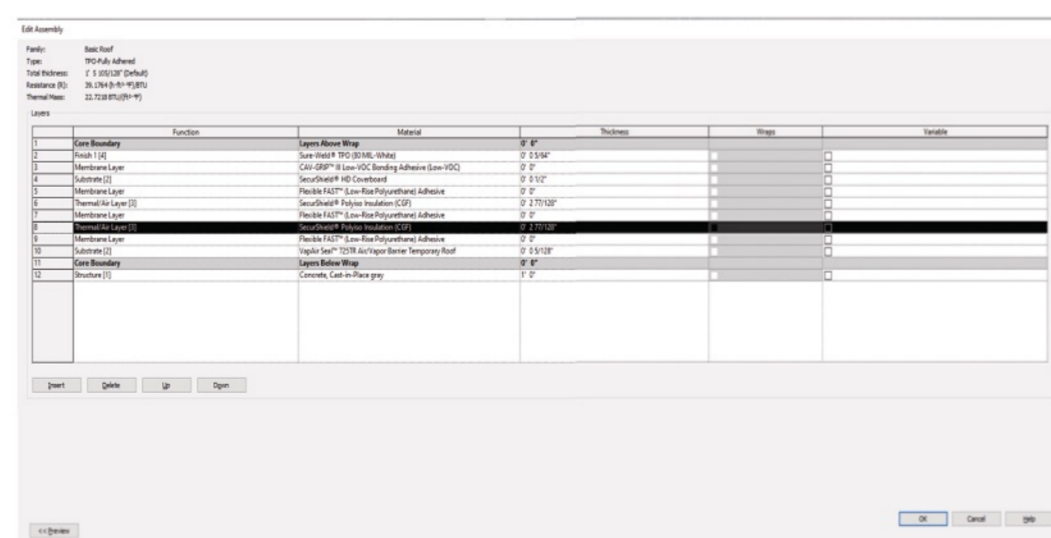 Edit Assembly
Family: Basic Roof
Type: TPO-Fully Adhered
Total thickness: 1' 5 105/128" (Default)
Resistance (R): 39.1764 (h·ft²·°F)/BTU
Thermal Mass: 22.7218 BTU/(ft²·°F)
Layers
Function Material Thickness Wraps Variable
1 Core Boundary Layers Above Wrap 0' 0"
2 Finish 1 [4] Sure-Weld® TPO (80 MIL-White) 0' 0 5/64"
3 Membrane Layer CAV-GRIP™ III Low-VOC Bonding Adhesive (Low-VOC) 0' 0"
4 Substrate [2] SecurShield® HD Coverboard 0' 0 1/2"
5 Membrane Layer Flexible FAST™ (Low-Rise Polyurethane) Adhesive 0' 0"
6 Thermal/Air Layer [3] SecurShield® Polyiso Insulation (CGF) 0' 2 77/128"
7 Membrane Layer Flexible FAST™ (Low-Rise Polyurethane) Adhesive 0' 0"
8 Thermal/Air Layer [3] SecurShield® Polyiso Insulation (CGF) 0' 2 77/128"
9 Membrane Layer Flexible FAST™ (Low-Rise Polyurethane) Adhesive 0' 0"
10 Substrate [2] VapAir Seal™ 725TR Air/Vapor Barrier Temporary Roof 0' 0 5/128"
11 Core Boundary Layers Below Wrap 0' 0"
12 Structure [1] Concrete, Cast-in-Place gray 1' 0"
Insert Delete Up Down
<< Preview OK Cancel Help